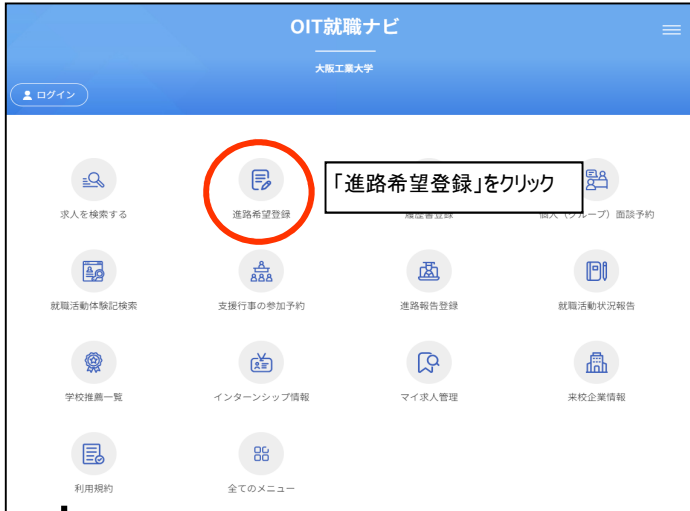 OIT就職ナビ
大阪工業大学
ログイン
「進路希望登録」をクリック
求人を検索する
進路希望登録
履歴書登録
個人（グループ）面談予約
就職活動体験記検索
支援行事の参加予約
進路報告登録
就職活動状況報告
学校推薦一覧
インターンシップ情報
マイ求人管理
来校企業情報
利用規約
全てのメニュー